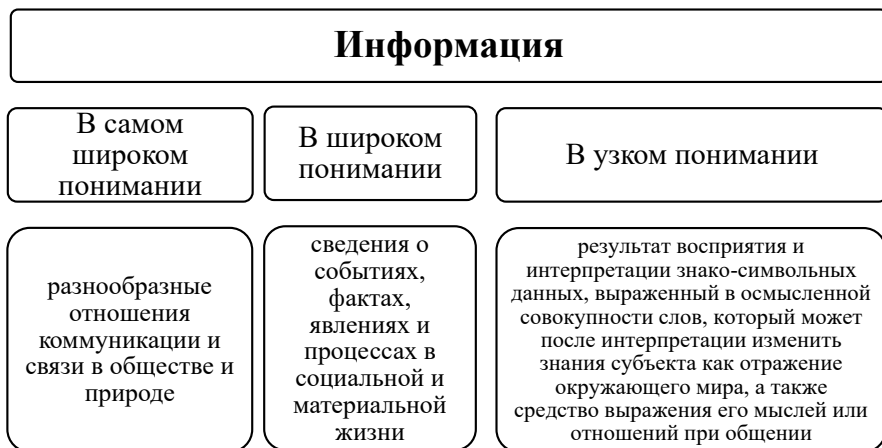 Информация
В самом
широком
понимании
В широком
понимании
В узком понимании
разнообразные
отношения
коммуникации и
связи в обществе и
природе
сведения о
событиях,
фактах,
явлениях и
процессах в
социальной и
материальной
жизни
результат восприятия и
интерпретации знако-символьных
данных, выраженный в осмысленной
совокупности слов, который может
после интерпретации изменить
знания субъекта как отражение
окружающего мира, а также
средство выражения его мыслей или
отношений при общении